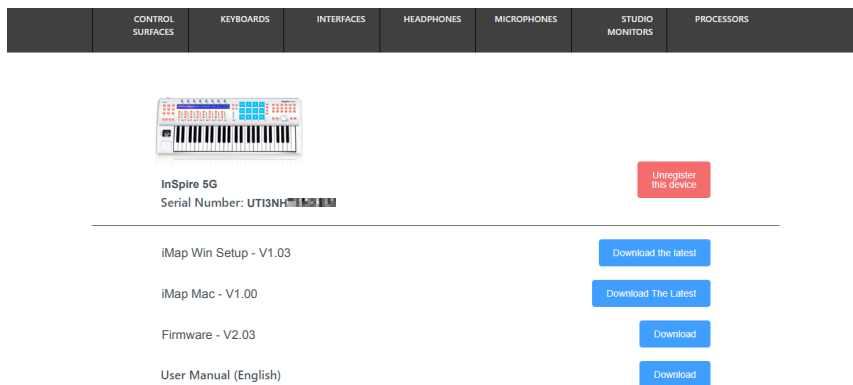 CONTROL SURFACES
KEYBOARDS
INTERFACES
HEADPHONES
MICROPHONES
STUDIO MONITORS
PROCESSORS
InSpire 5G
Unregister
this device
Serial Number: UTI3NH
iMap Win Setup - V1.03
Download the latest
iMap Mac - V1.00
Download The Latest
Firmware - V2.03
Download
User Manual (English)
Download